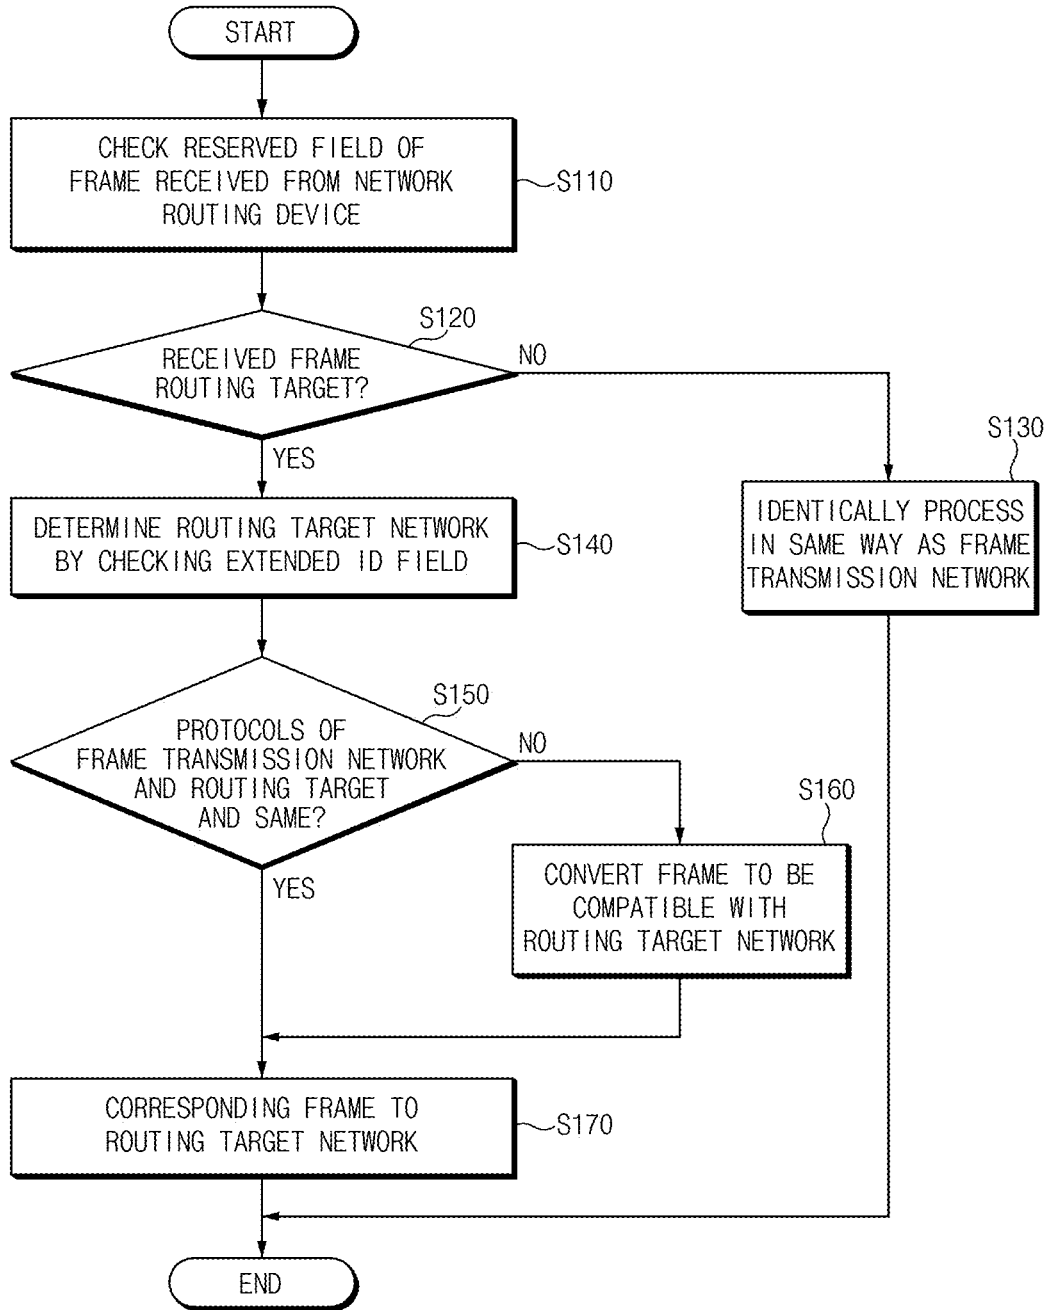 START
CHECK RESERVED FIELD OF
FRAME RECEIVED FROM NETWORK
ROUTING DEVICE
S110
S120
RECEIVED FRAME
ROUTING TARGET?
NO
YES
S130
IDENTICALLY PROCESS
IN SAME WAY AS FRAME
TRANSMISSION NETWORK
DETERMINE ROUTING TARGET NETWORK
BY CHECKING EXTENDED ID FIELD
S140
S150
PROTOCOLS OF
FRAME TRANSMISSION NETWORK
AND ROUTING TARGET
AND SAME?
NO
YES
S160
CONVERT FRAME TO BE
COMPATIBLE WITH
ROUTING TARGET NETWORK
CORRESPONDING FRAME TO
ROUTING TARGET NETWORK
S170
END